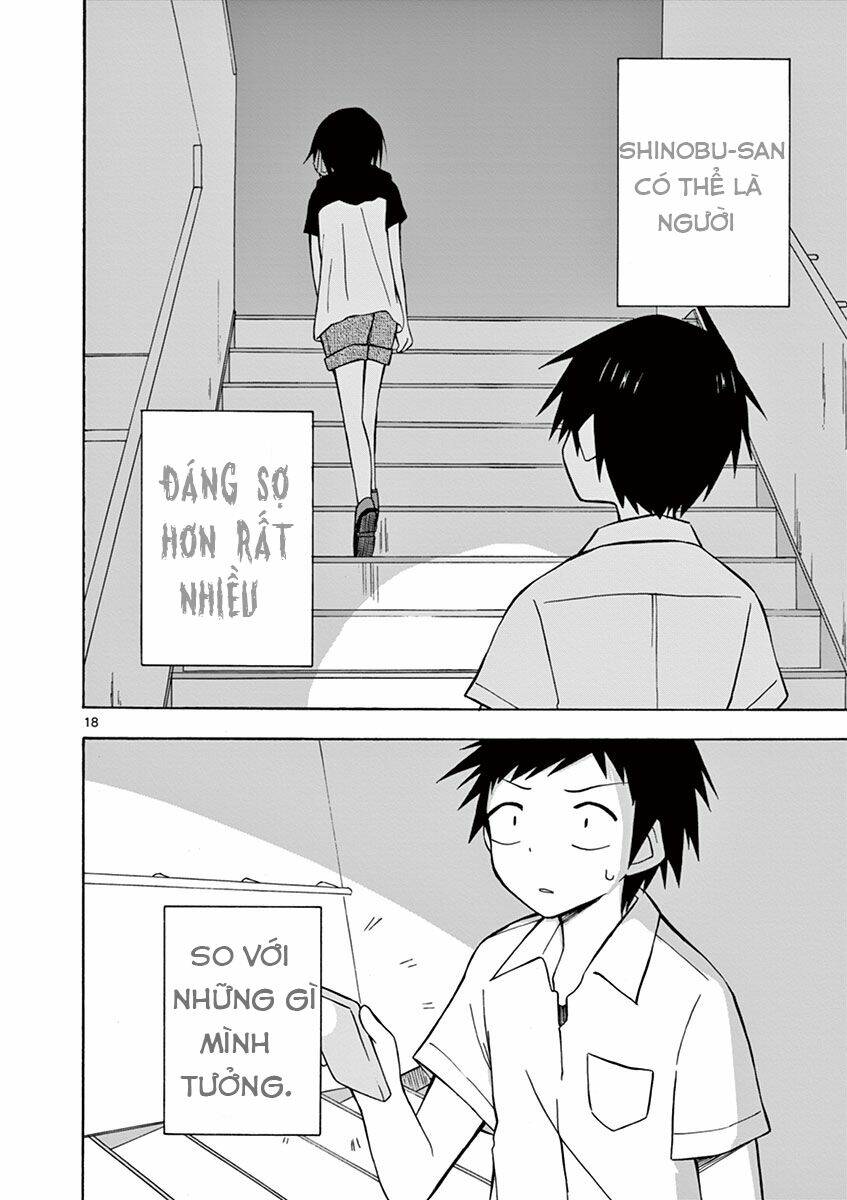 SHINOBU-SAN
CÓ THỂ LÀ
NGƯỜI
ĐÁNG SỢ
HƠN RẤT
NHIỀU
18
SO VỚI
NHỮNG GÌ
MÌNH
TƯỞNG.